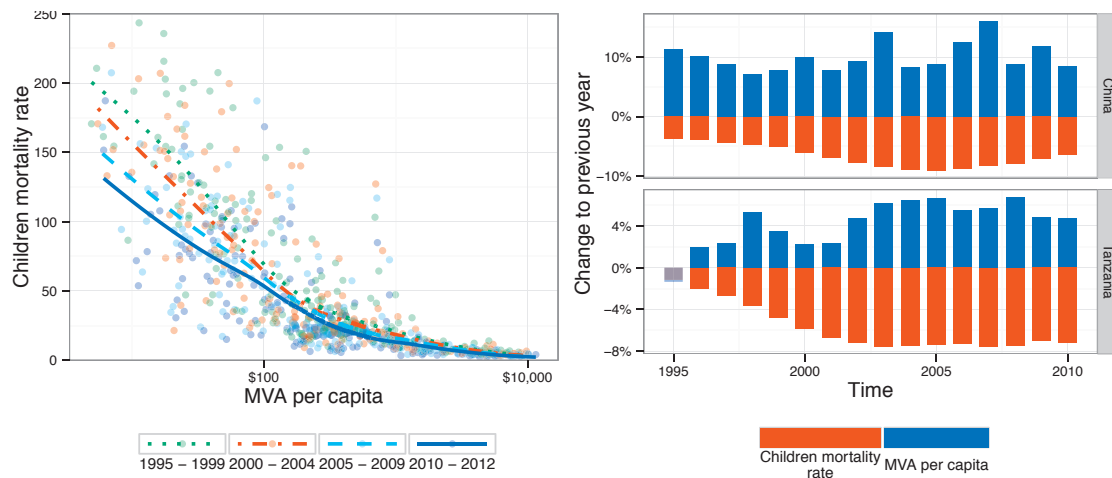 Children mortality rate
250
200
150
100
50
0
$100
$10,000
MVA per capita
1995 – 1999
2000 – 2004
2005 – 2009
2010 – 2012
Change to previous year
10%
0%
−10%
China
4%
0%
−4%
−8%
Tanzania
1995
2000
2005
2010
Time
Children mortality
rate
MVA per capita